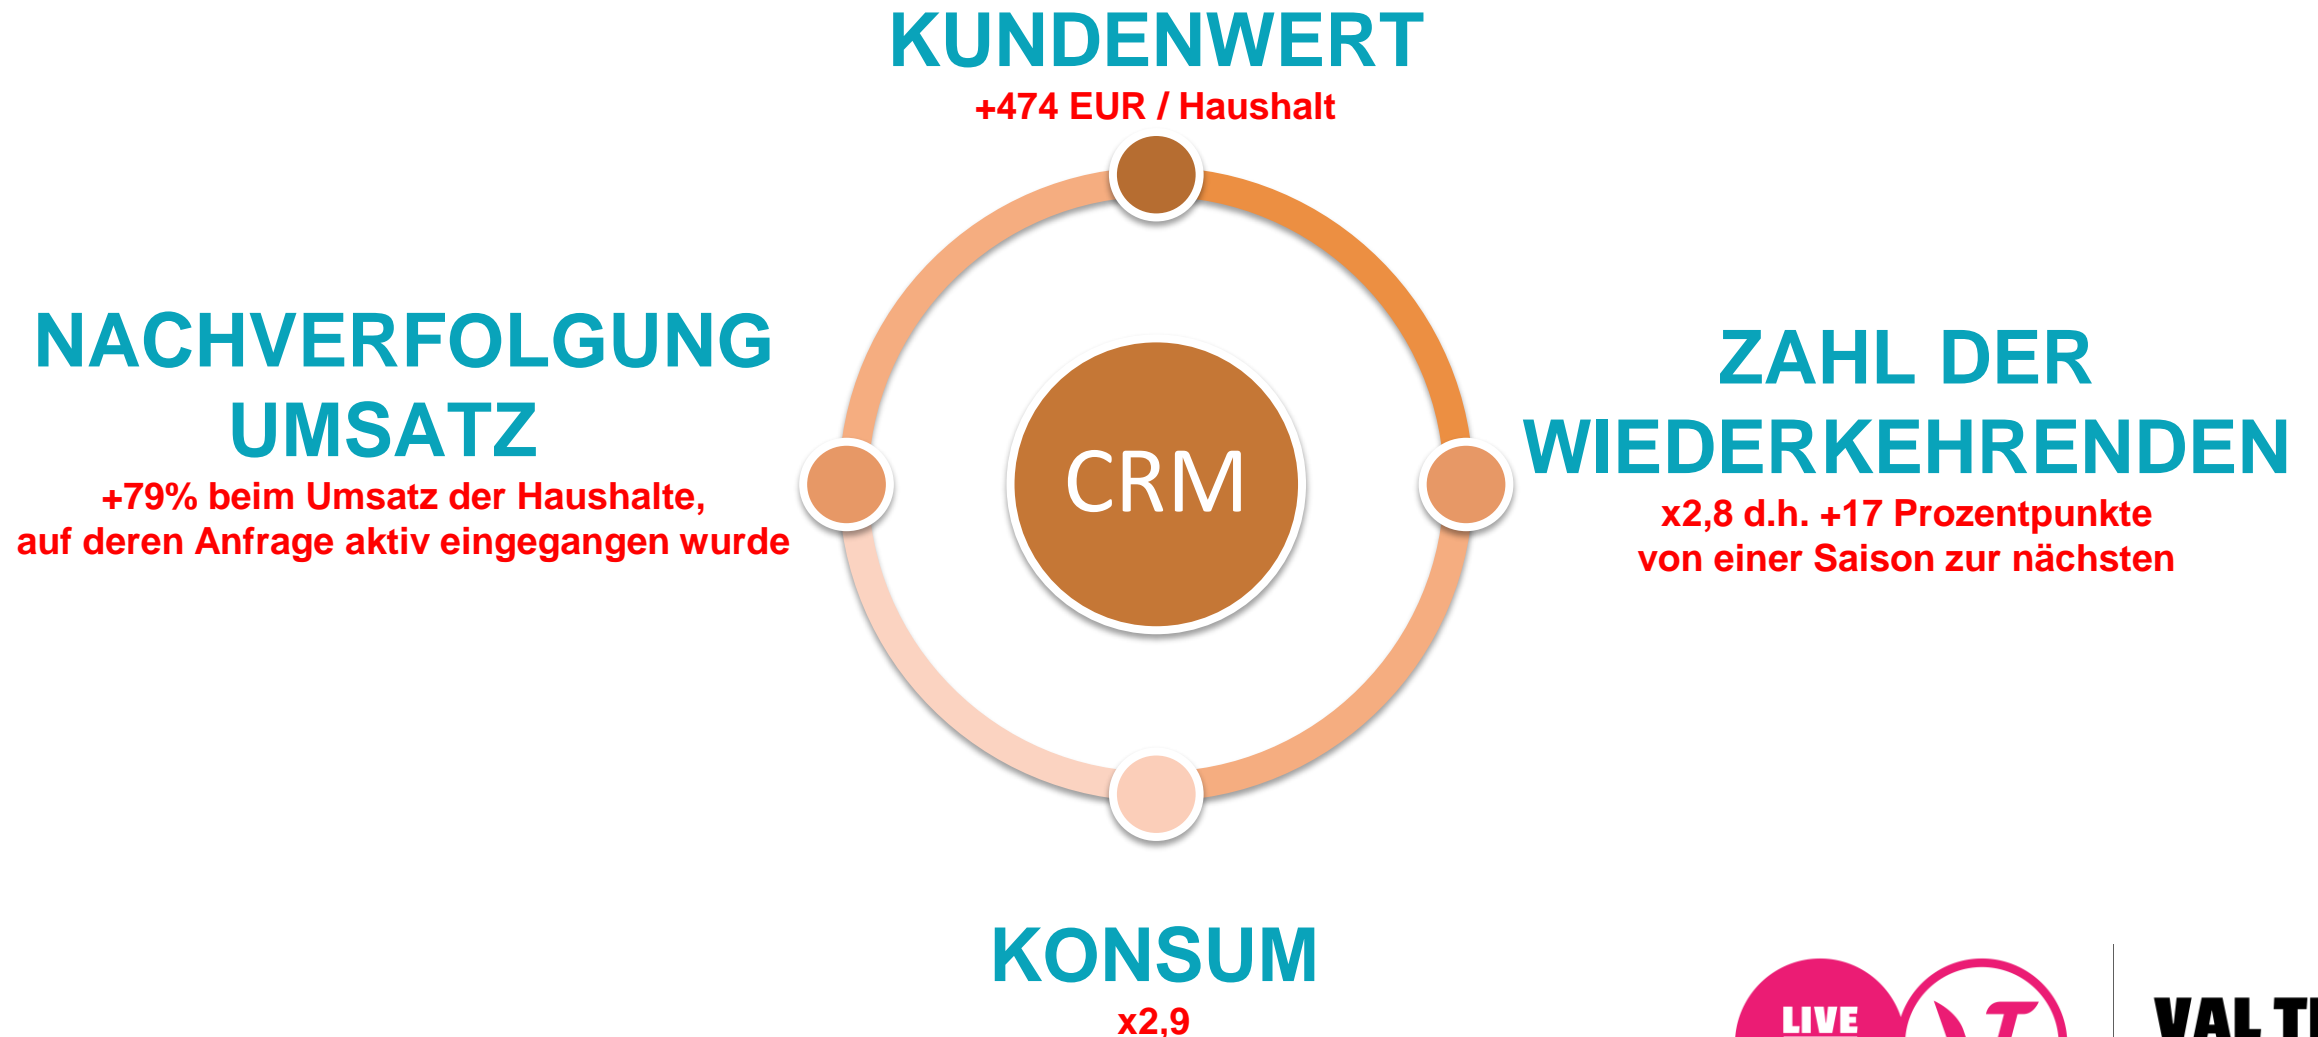 KUNDENWERT
+474 EUR / Haushalt
NACHVERFOLGUNG
UMSATZ
+79% beim Umsatz der Haushalte,
auf deren Anfrage aktiv eingegangen wurde
CRM
ZAHL DER
WIEDERKEHRENDEN
x2,8 d.h. +17 Prozentpunkte
von einer Saison zur nächsten
KONSUM
x2,9
LIVE
VAL